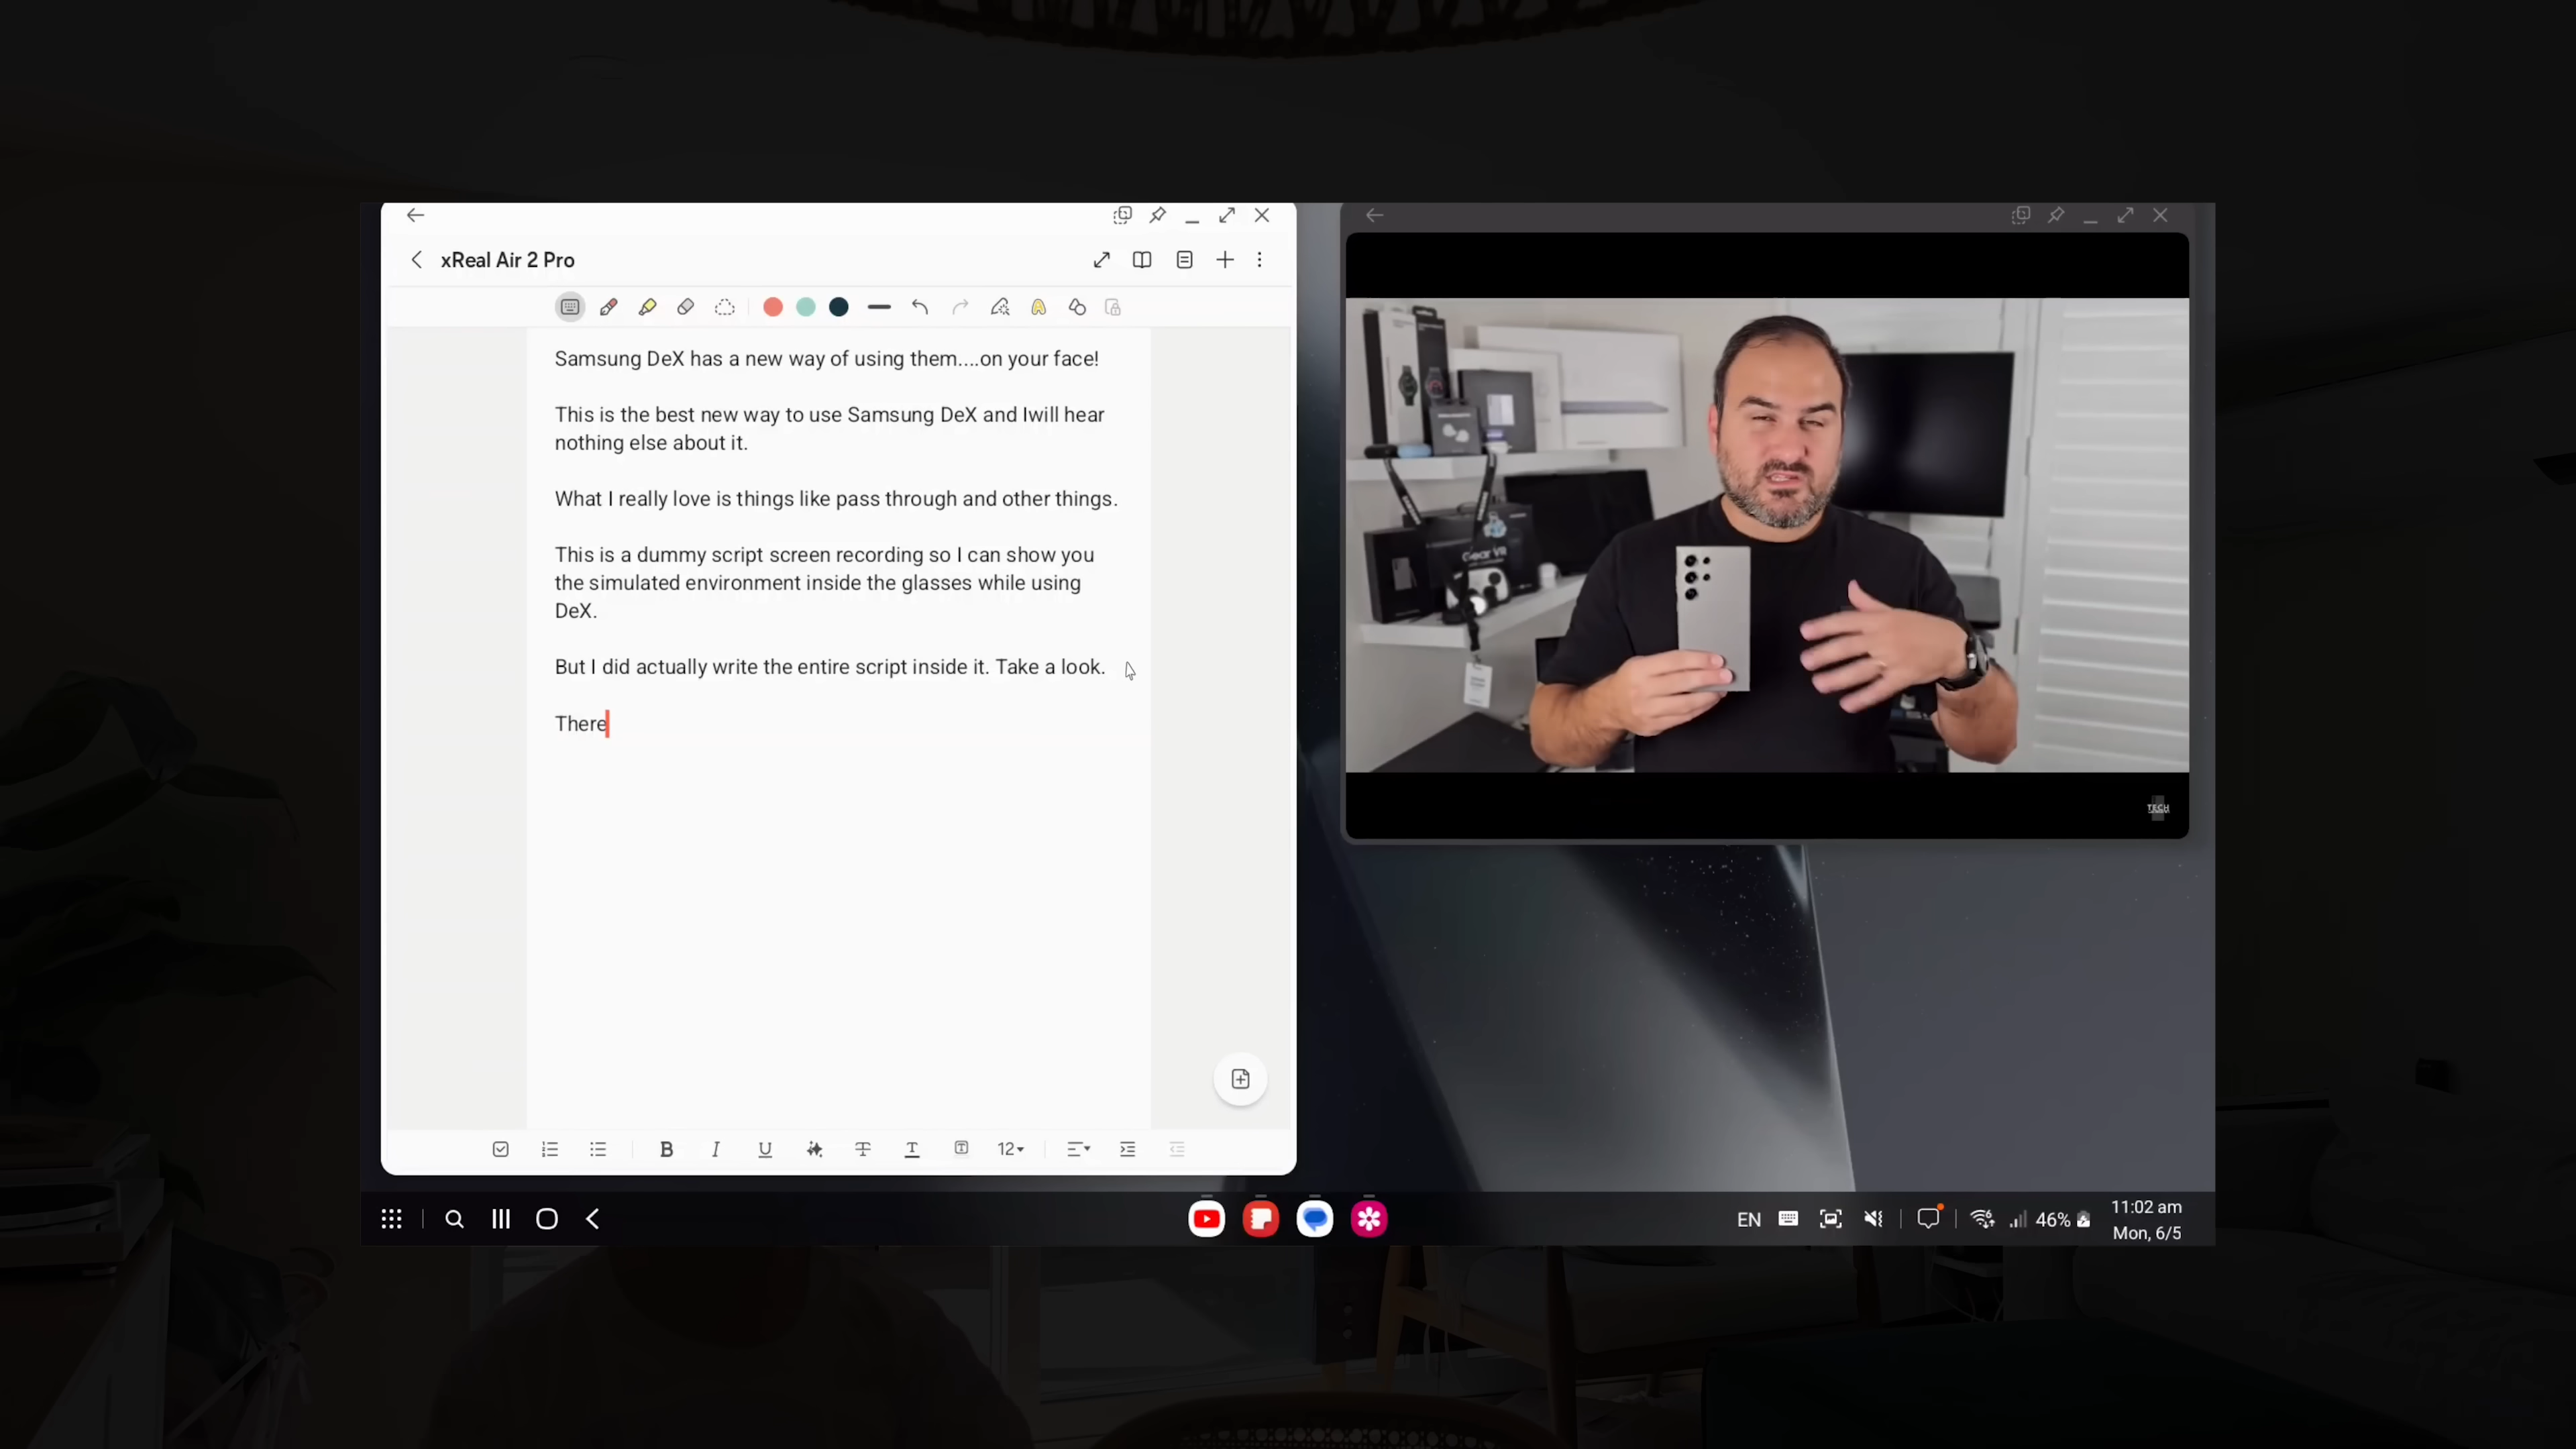 xReal Air 2 Pro
Samsung DeX has a new way of using them....on your face!
This is the best new way to use Samsung DeX and Iwill hear
nothing else about it.
What I really love is things like pass through and other things.
This is a dummy script screen recording so I can show you
the simulated environment inside the glasses while using
DeX.
But I did actually write the entire script inside it. Take a look.
There
12
Gear VR
TECH
EN
46%
11:02 am
Mon, 6/5